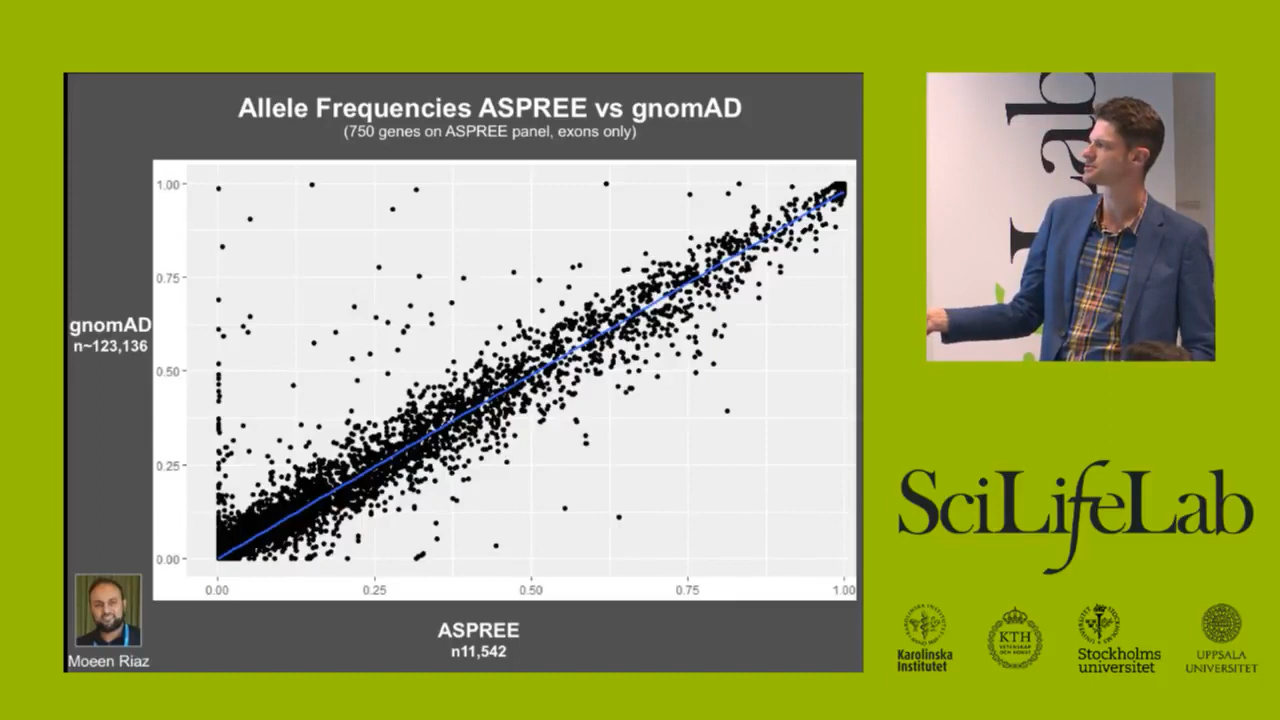 Allele Frequencies ASPREE vs gnomAD
(750 genes on ASPREE panel, exons only)
1.00
0.75
0.50
0.25
0.00
gnomAD
n~123,136
0.00
0.25
0.50
0.75
1.00
ASPREE
n11,542
Moeen Riaz
Lab
SciLifeLab
Karolinska
Institutet
KTH
VETENSKAP
OCH KONST
Stockholms
universitet
UPPSALA
UNIVERSITET